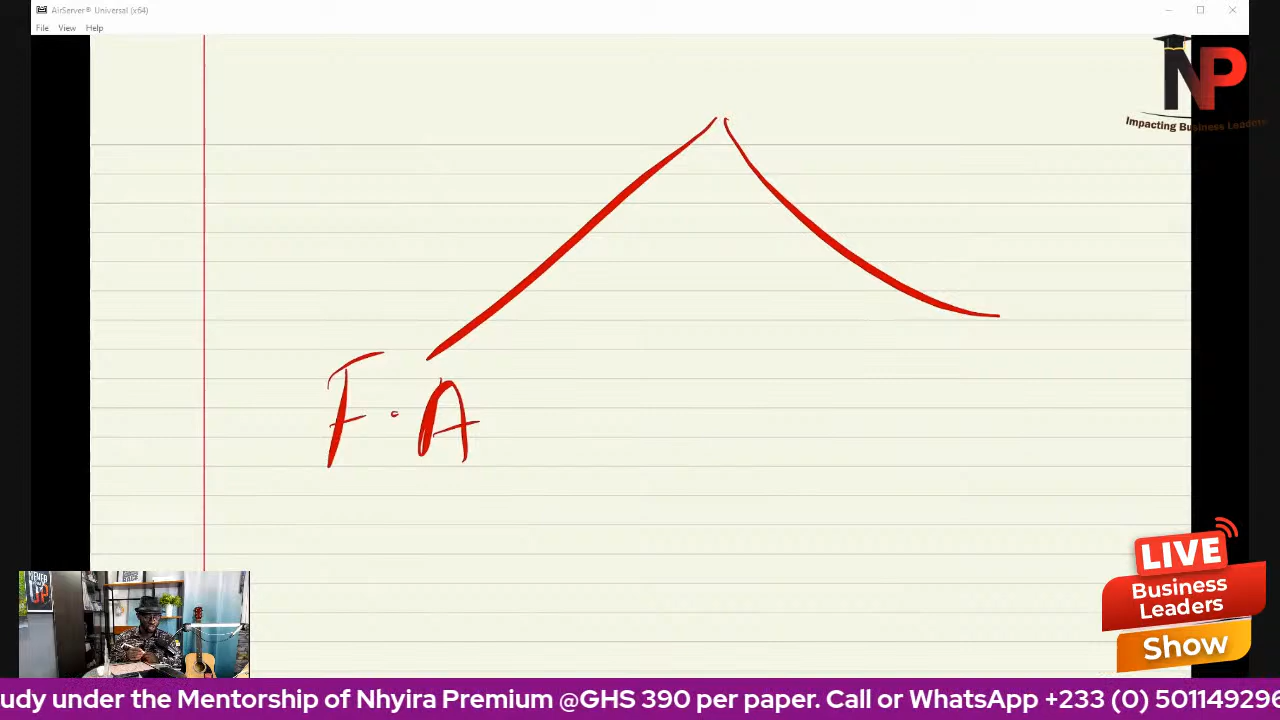 AirServer® Universal (x64)
File View Help
NP
Impacting Business Leaders
F. A
LIVE
Business
Leaders
Show
udy under the Mentorship of Nhyira Premium @GHS 390 per paper. Call or WhatsApp +233 (0) 501149296